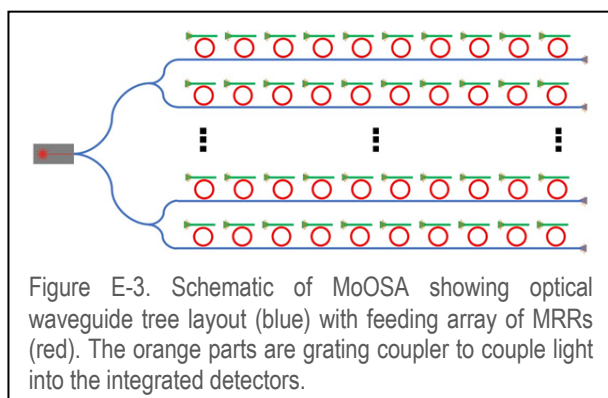 Figure E-3. Schematic of MoOSA showing optical
waveguide tree layout (blue) with feeding array of MRRs
(red). The orange parts are grating coupler to couple light
into the integrated detectors.